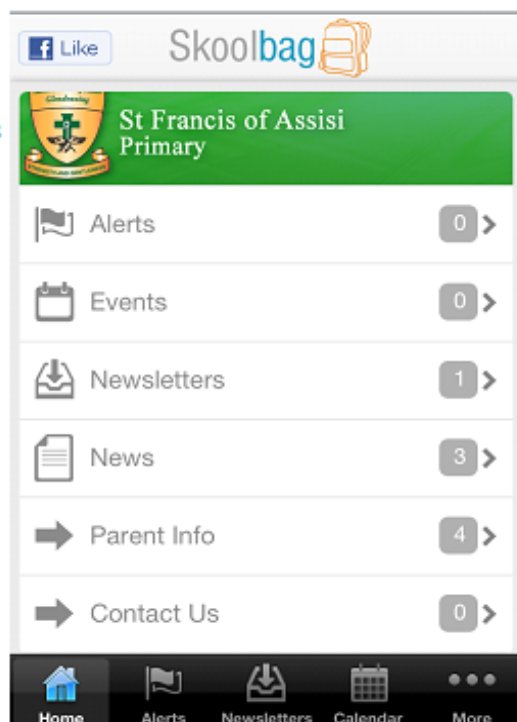 Like
Skoolbag
St Francis of Assisi
Primary
Alerts 0
Events 0
Newsletters 1
News 3
Parent Info 4
Contact Us 0
Home Alerts Newsletters Calendar More